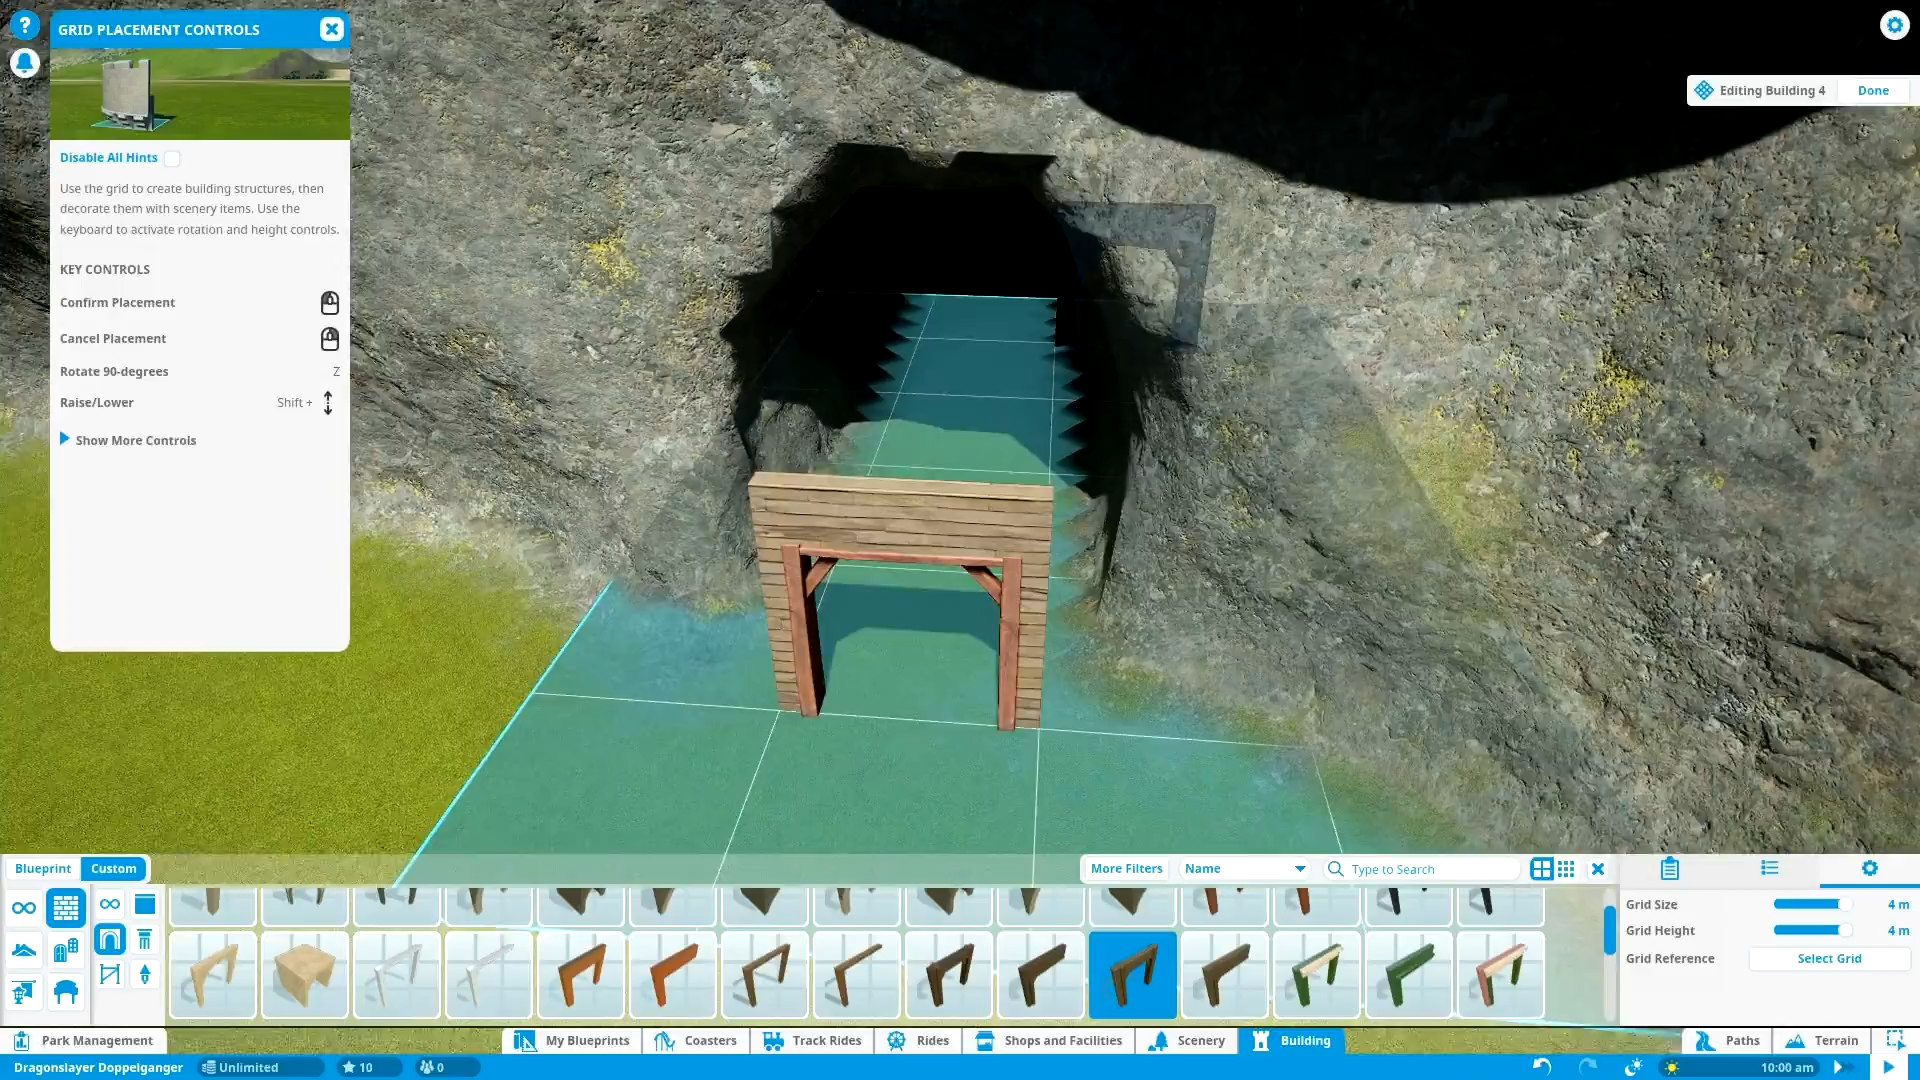 GRID PLACEMENT CONTROLS
Editing Building 4
Done
Disable All Hints
Use the grid to create building structures, then
decorate them with scenery items. Use the
keyboard to activate rotation and height controls.
KEY CONTROLS
Confirm Placement
Cancel Placement
Rotate 90-degrees Z
Raise/Lower Shift +
Show More Controls
Blueprint Custom
More Filters Name Type to Search
Grid Size 4 m
Grid Height 4 m
Grid Reference Select Grid
Park Management My Blueprints Coasters Track Rides Rides Shops and Facilities Scenery Building Paths Terrain
Dragonslayer Doppelganger Unlimited 10 0 10:00 am